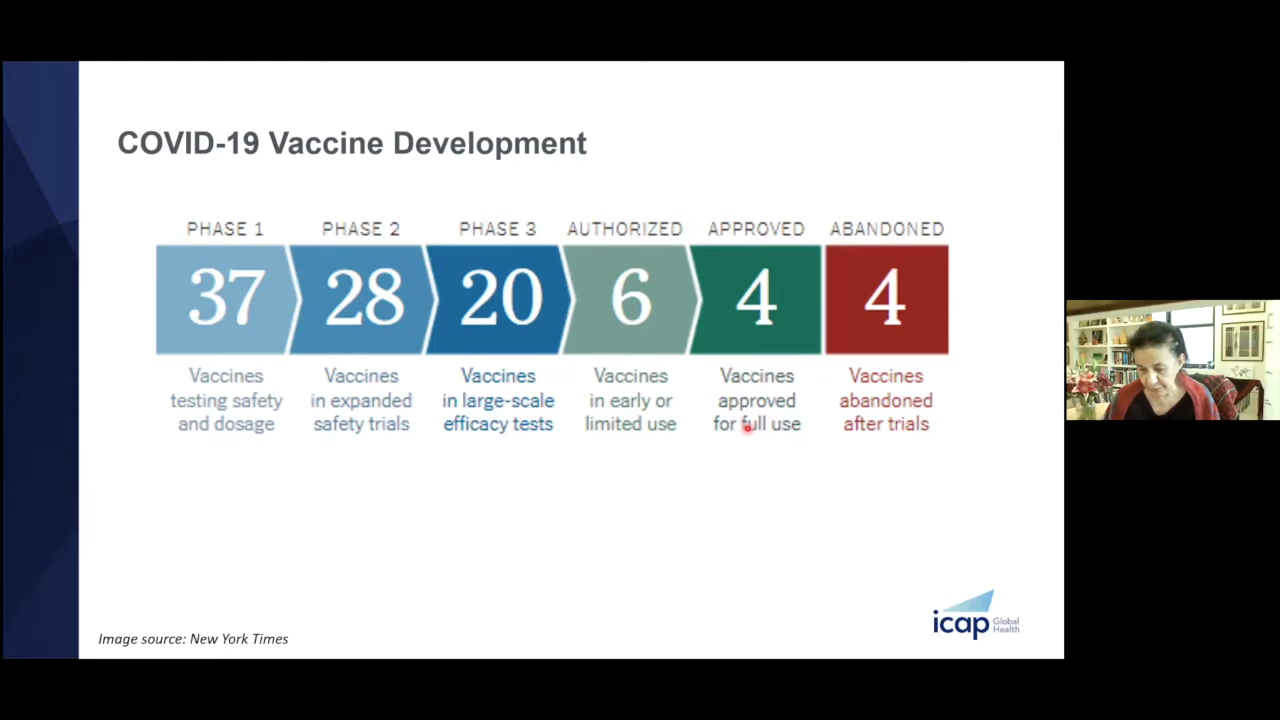 COVID-19 Vaccine Development
PHASE 1
PHASE 2
PHASE 3
AUTHORIZED
APPROVED
ABANDONED
37
28
20
6
4
4
Vaccines
testing safety
and dosage
Vaccines
in expanded
safety trials
Vaccines
in large-scale
efficacy tests
Vaccines
in early or
limited use
Vaccines
approved
for full use
Vaccines
abandoned
after trials
Image source: New York Times
icap Global
Health